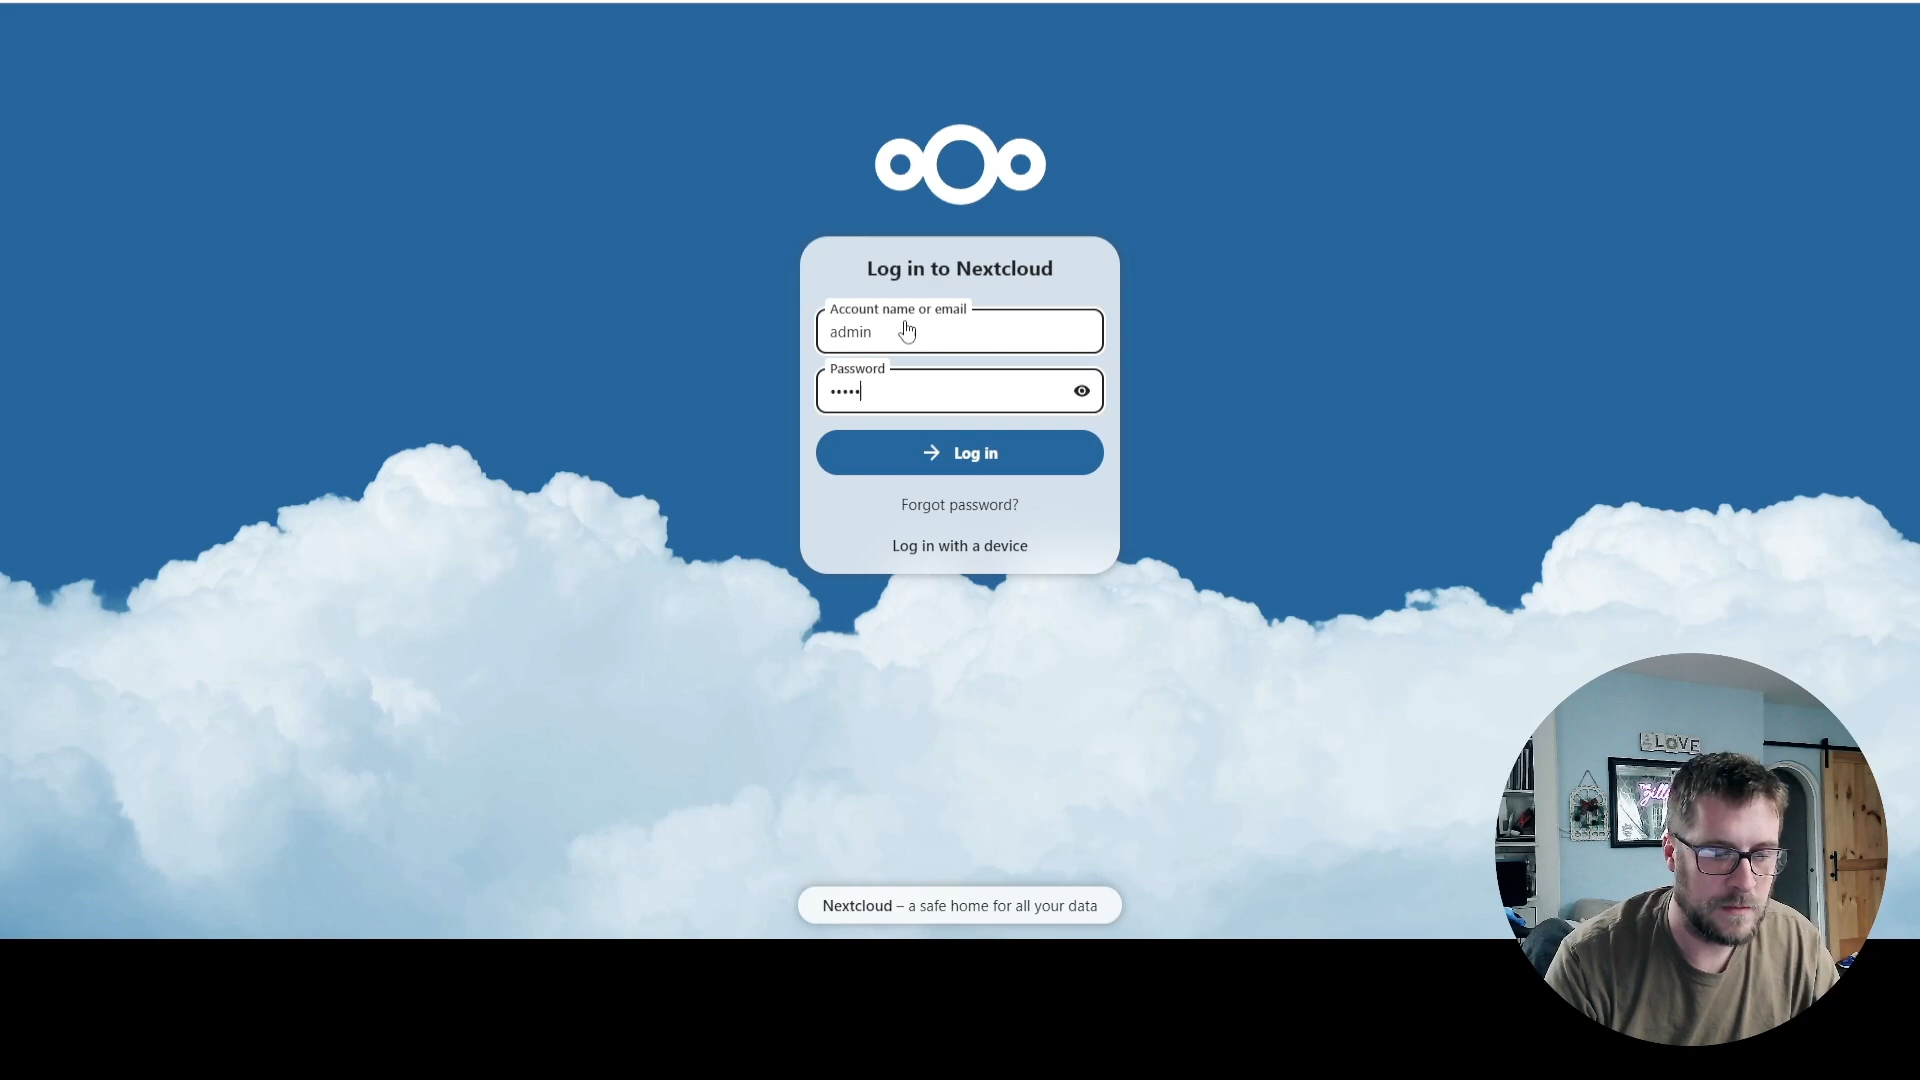 Log in to Nextcloud
Account name or email
admin
Password
•••••
Log in
Forgot password?
Log in with a device
Nextcloud – a safe home for all your data
LOVE
THE